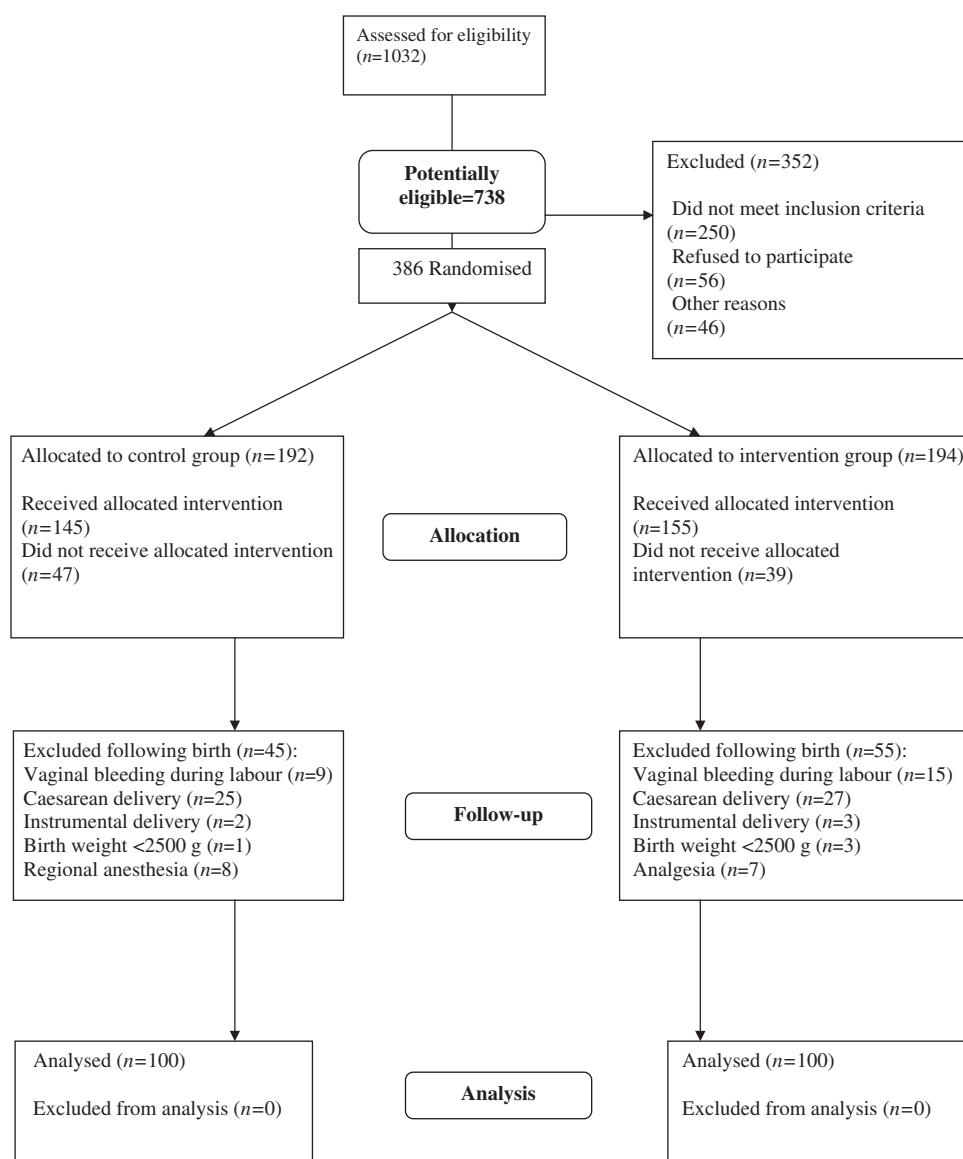 Assessed for eligibility
(n=1032)
Potentially
eligible=738
Excluded (n=352)
Did not meet inclusion criteria
(n=250)
Refused to participate
(n=56)
Other reasons
(n=46)
386 Randomised
Allocated to control group (n=192)
Received allocated intervention
(n=145)
Did not receive allocated intervention
(n=47)
Allocation
Allocated to intervention group (n=194)
Received allocated intervention
(n=155)
Did not receive allocated
intervention (n=39)
Excluded following birth (n=45):
Vaginal bleeding during labour (n=9)
Caesarean delivery (n=25)
Instrumental delivery (n=2)
Birth weight <2500 g (n=1)
Regional anesthesia (n=8)
Follow-up
Excluded following birth (n=55):
Vaginal bleeding during labour (n=15)
Caesarean delivery (n=27)
Instrumental delivery (n=3)
Birth weight <2500 g (n=3)
Analgesia (n=7)
Analysed (n=100)
Excluded from analysis (n=0)
Analysis
Analysed (n=100)
Excluded from analysis (n=0)